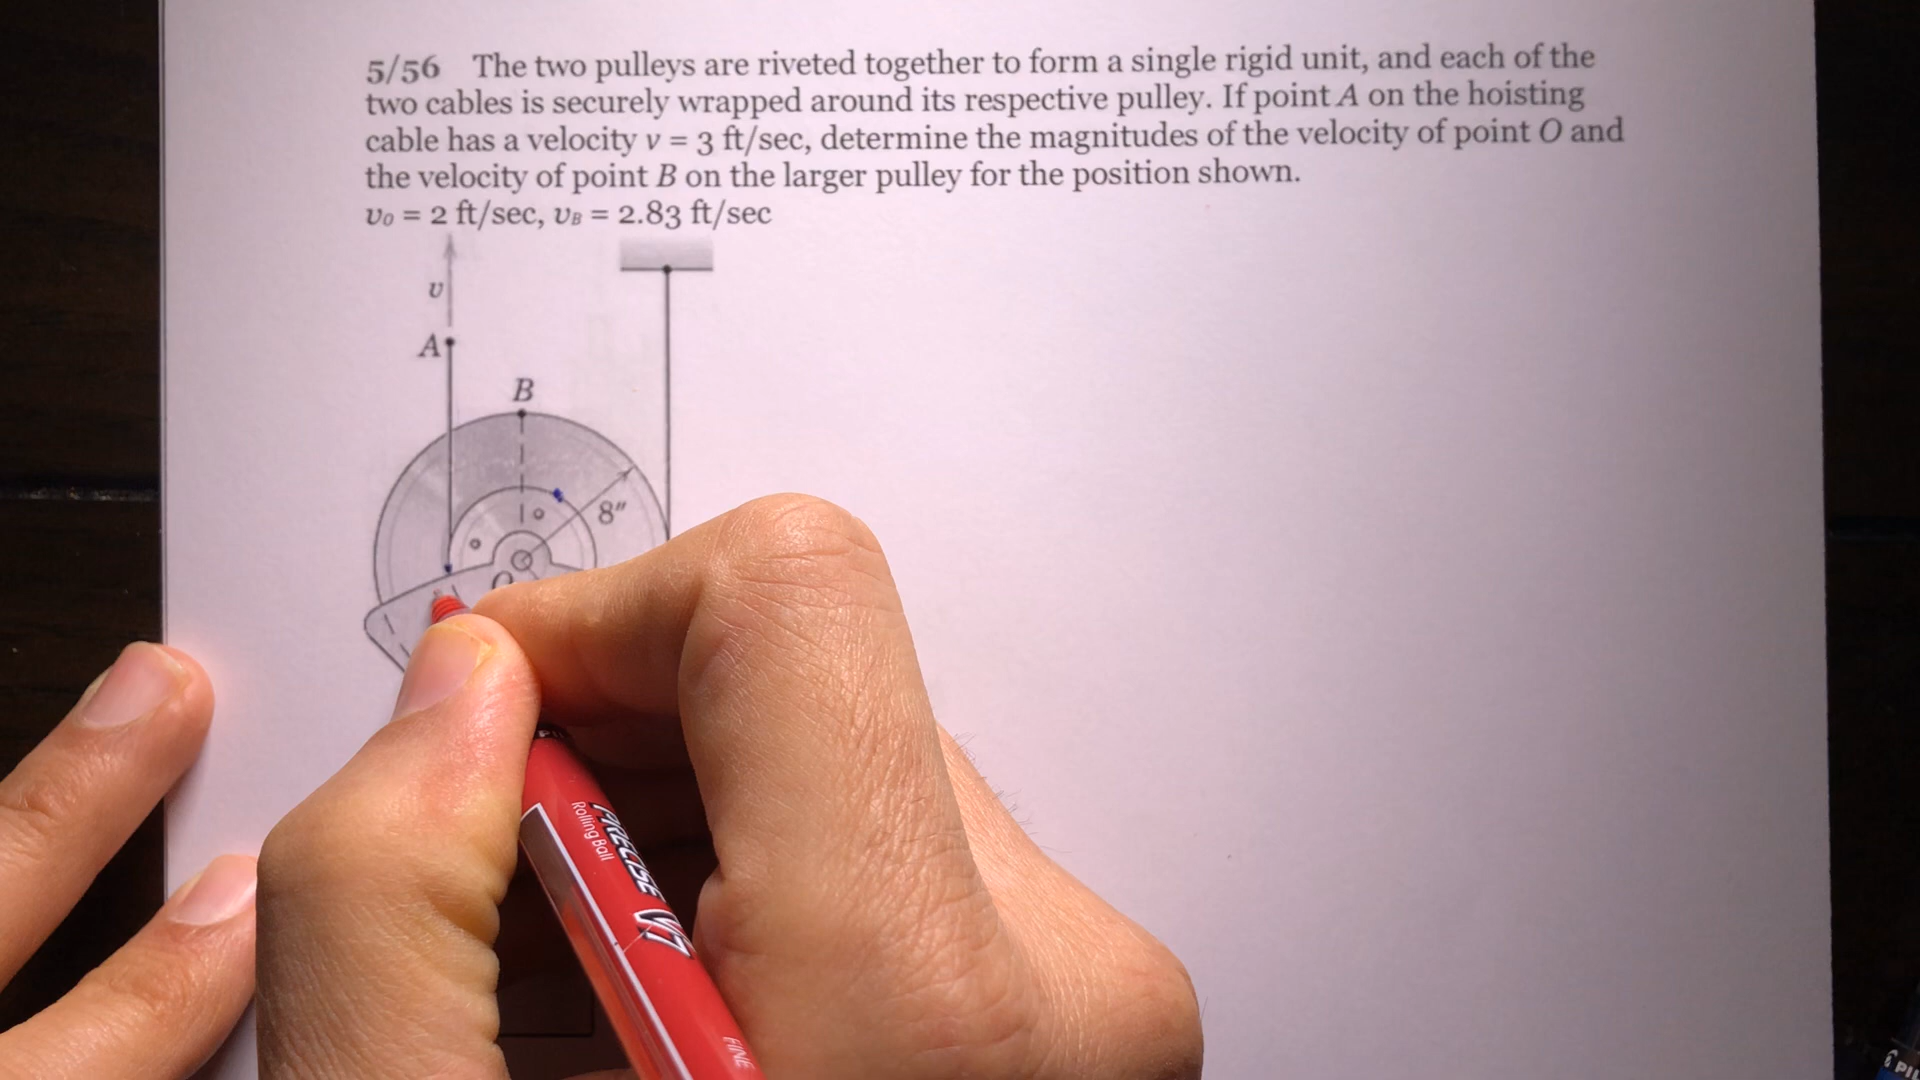 5/56 The two pulleys are riveted together to form a single rigid unit, and each of the
two cables is securely wrapped around its respective pulley. If point A on the hoisting
cable has a velocity v = 3 ft/sec, determine the magnitudes of the velocity of point O and
the velocity of point B on the larger pulley for the position shown.
vo = 2 ft/sec, vB = 2.83 ft/sec
v
A
B
8"
O
PRECISE V7
Rolling Ball
FINE